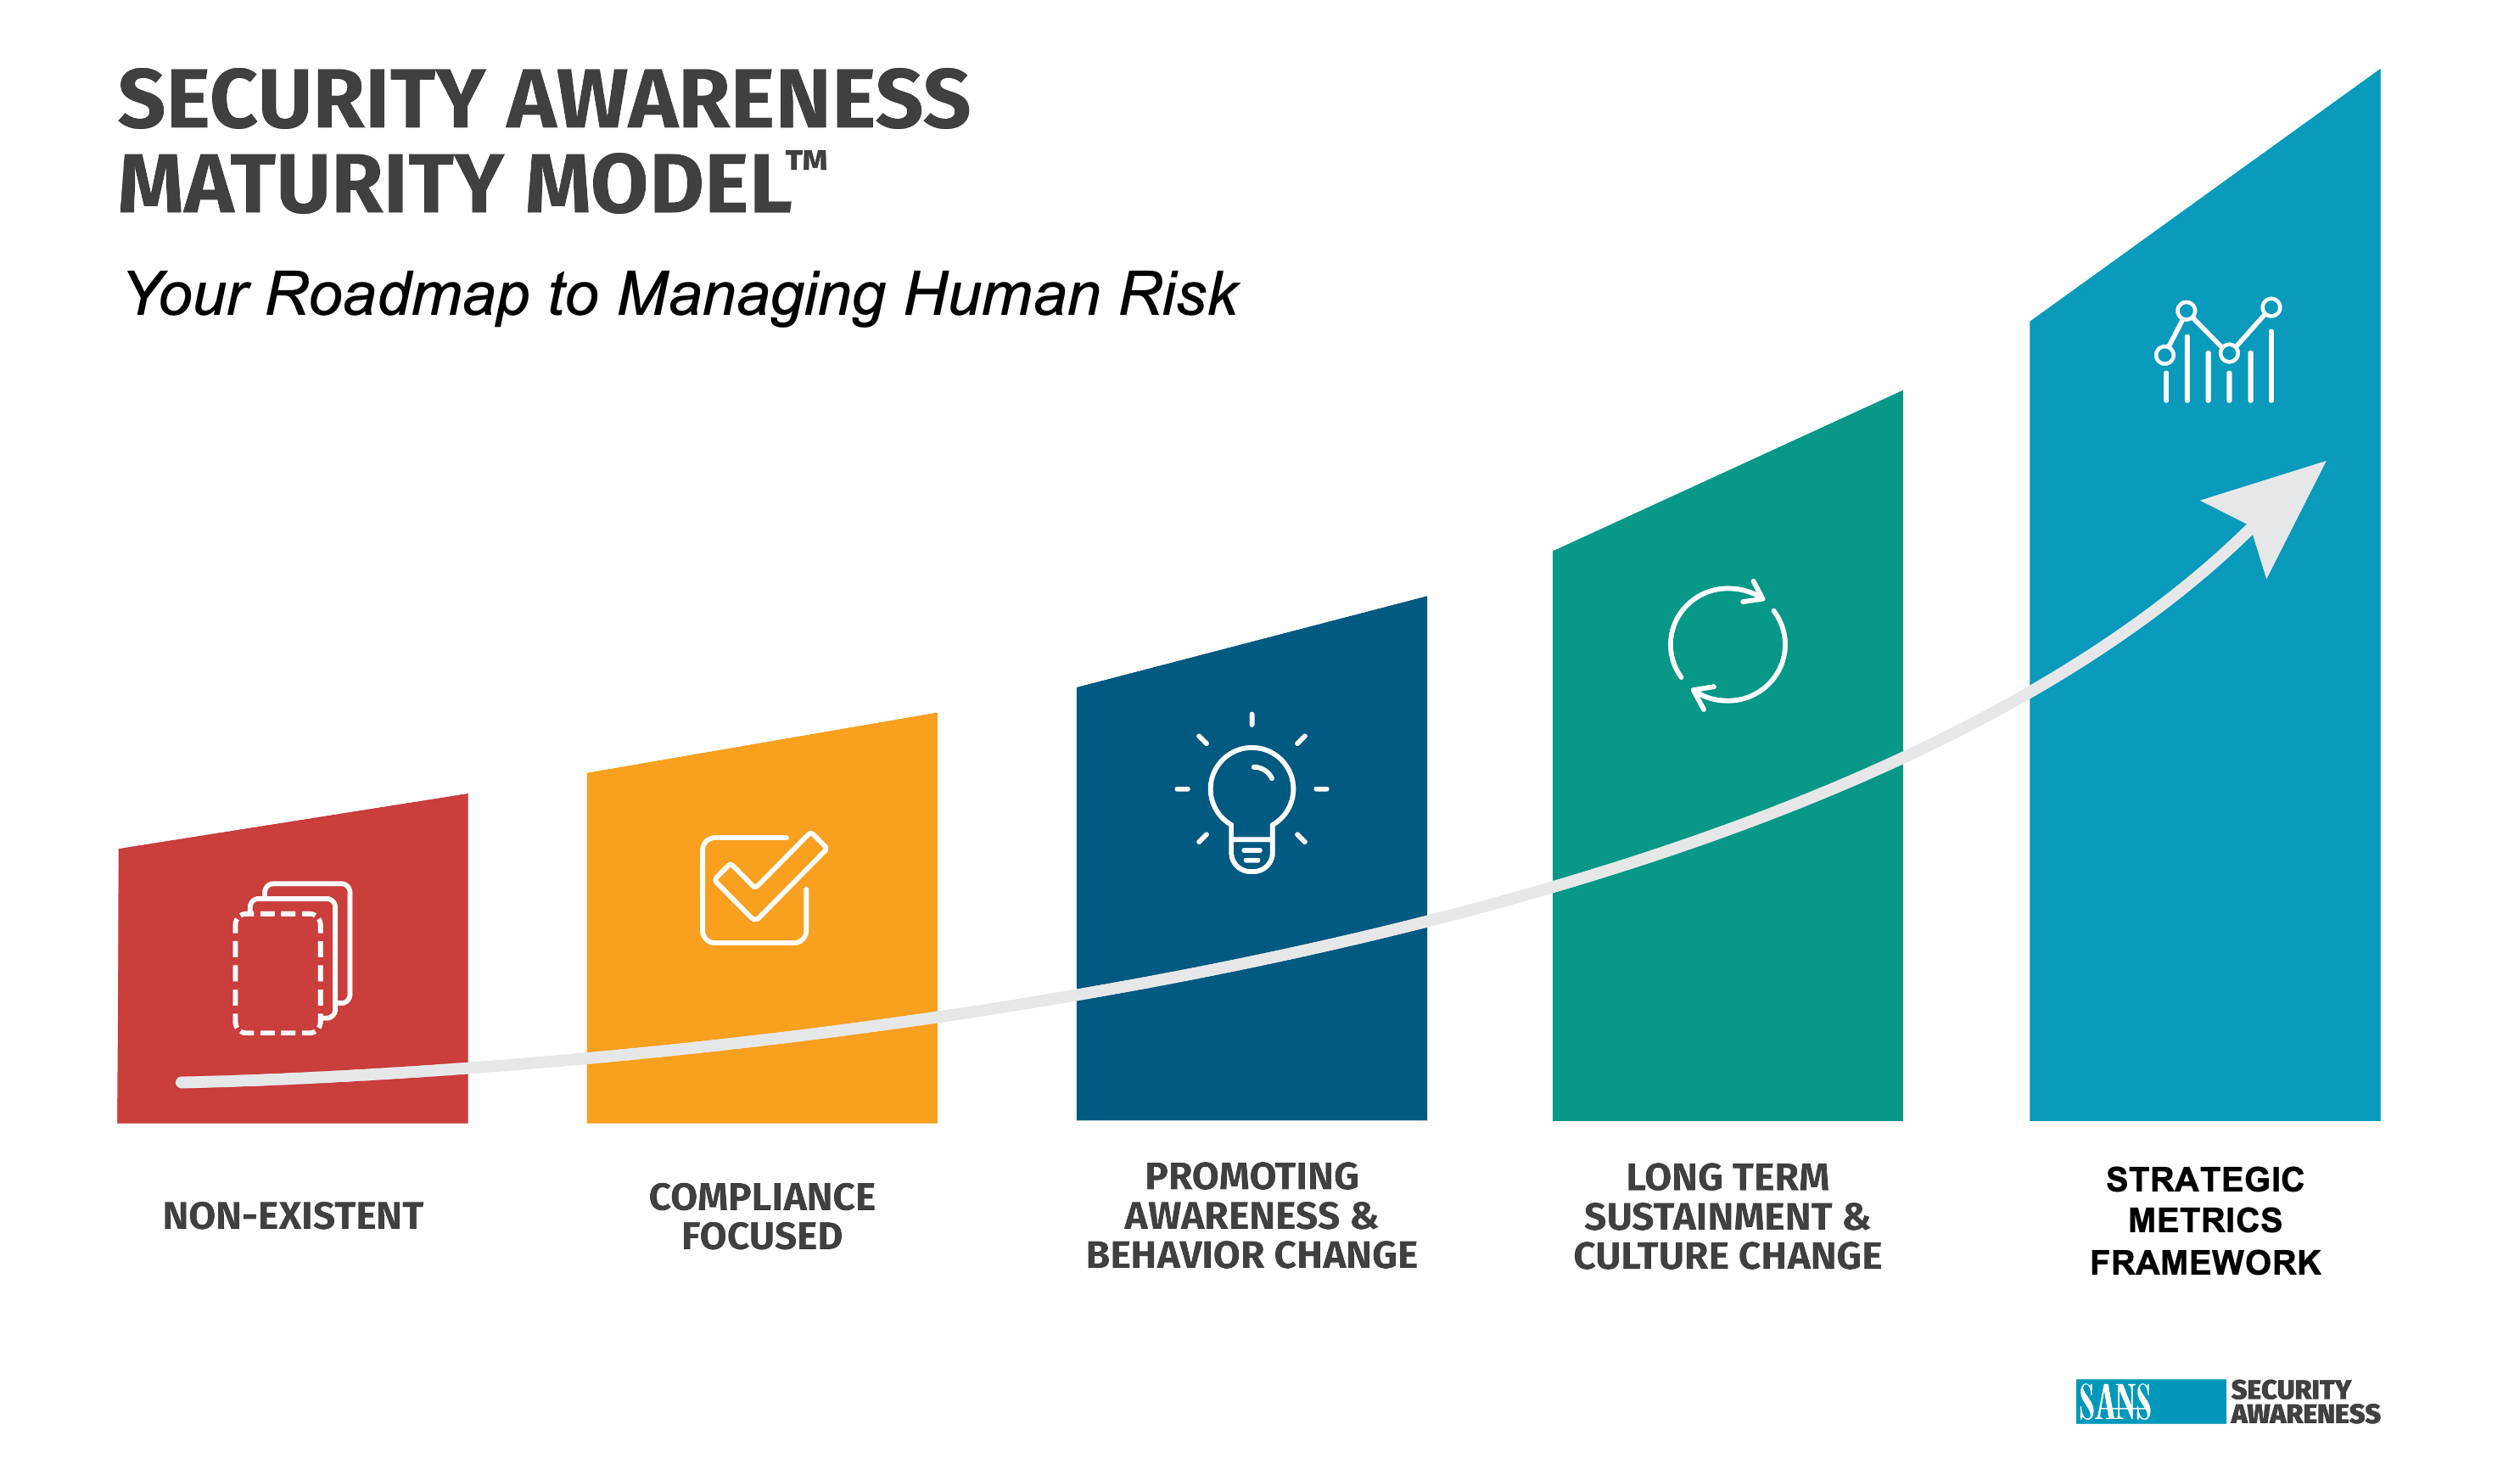 SECURITY AWARENESS
MATURITY MODEL™
Your Roadmap to Managing Human Risk
NON-EXISTENT
COMPLIANCE
FOCUSED
PROMOTING
AWARENESS &
BEHAVIOR CHANGE
LONG TERM
SUSTAINMENT &
CULTURE CHANGE
STRATEGIC
METRICS
FRAMEWORK
SANS
SECURITY
AWARENESS